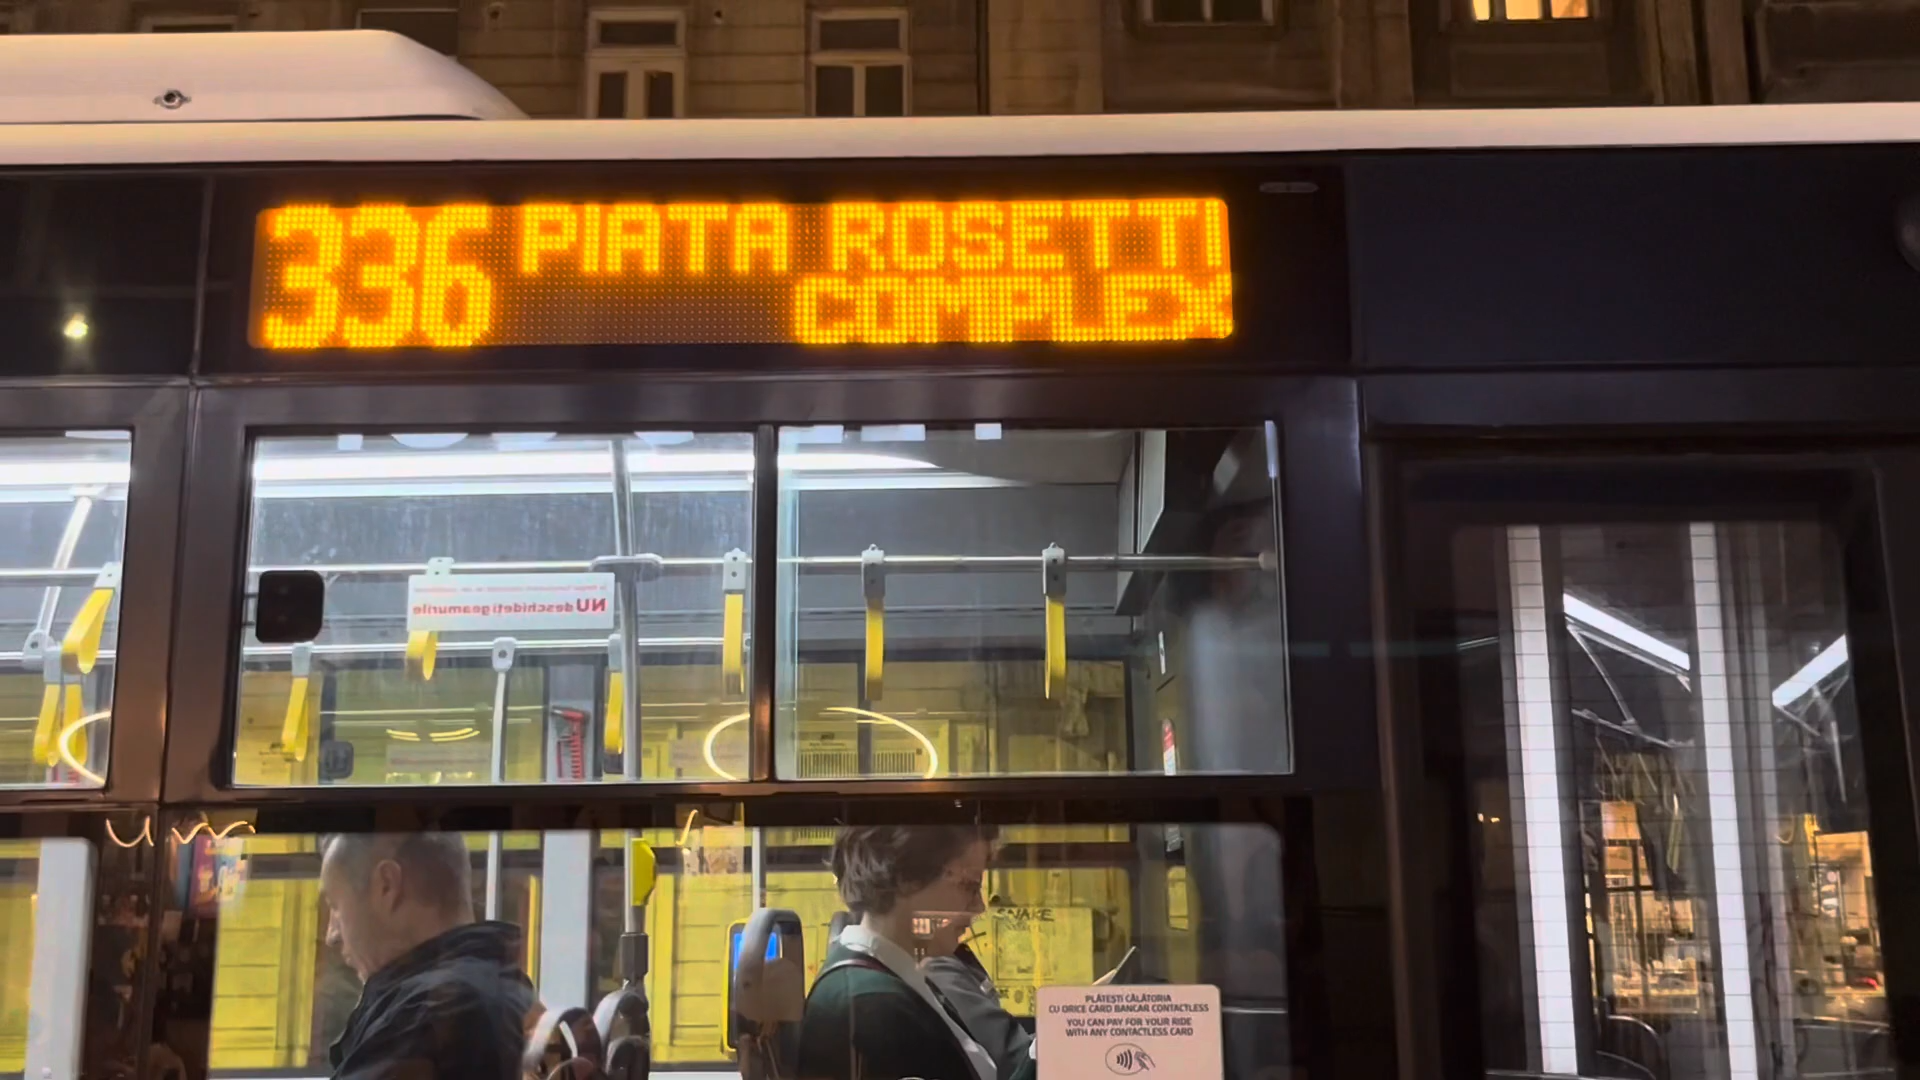 336 PIATA ROSETTI
COMPLEX
NU deschideți geamurile
SNAKE
PLĂTEȘTI CĂLĂTORIA
CU ORICE CARD BANCAR CONTACTLESS
YOU CAN PAY FOR YOUR RIDE
WITH ANY CONTACTLESS CARD